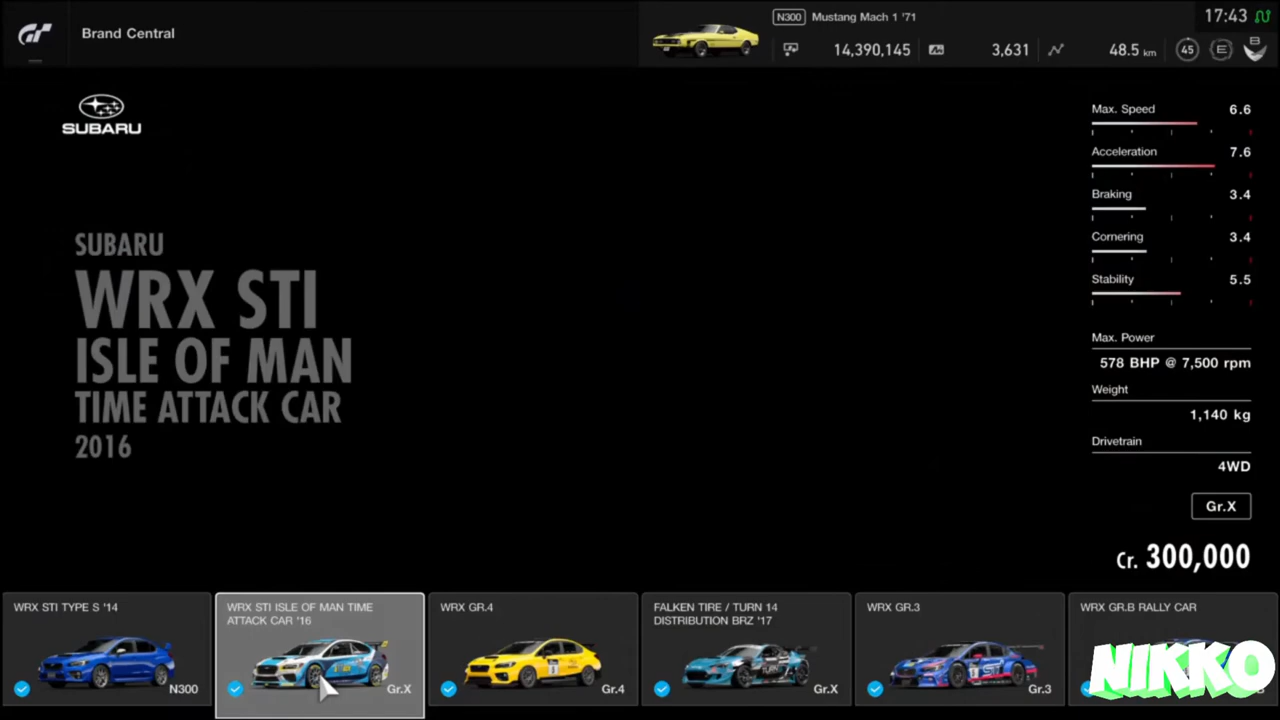 Brand Central
N300 Mustang Mach 1 '71
17:43
14,390,145
3,631
48.5 km
45
E
B
SUBARU
SUBARU
WRX STI
ISLE OF MAN
TIME ATTACK CAR
2016
Max. Speed 6.6
Acceleration 7.6
Braking 3.4
Cornering 3.4
Stability 5.5
Max. Power
578 BHP @ 7,500 rpm
Weight
1,140 kg
Drivetrain
4WD
Gr.X
Cr. 300,000
WRX STI TYPE S '14
N300
WRX STI ISLE OF MAN TIME
ATTACK CAR '16
Gr.X
WRX GR.4
Gr.4
FALKEN TIRE / TURN 14
DISTRIBUTION BRZ '17
Gr.X
WRX GR.3
Gr.3
WRX GR.B RALLY CAR
NIKKO